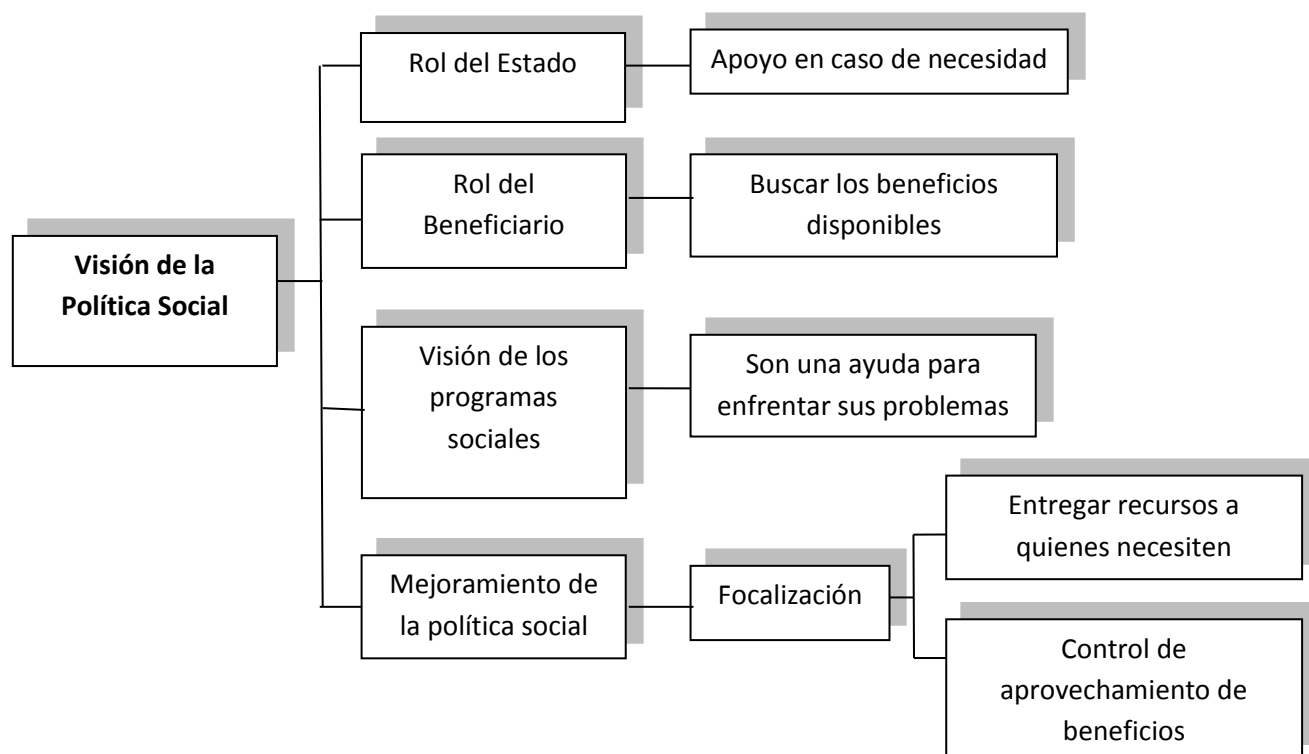 Rol del Estado
Apoyo en caso de necesidad
Rol del
Beneficiario
Buscar los beneficios
disponibles
Visión de la
Política Social
Visión de los
programas
sociales
Son una ayuda para
enfrentar sus problemas
Mejoramiento de
la política social
Focalización
Entregar recursos a
quienes necesiten
Control de
aprovechamiento de
beneficios